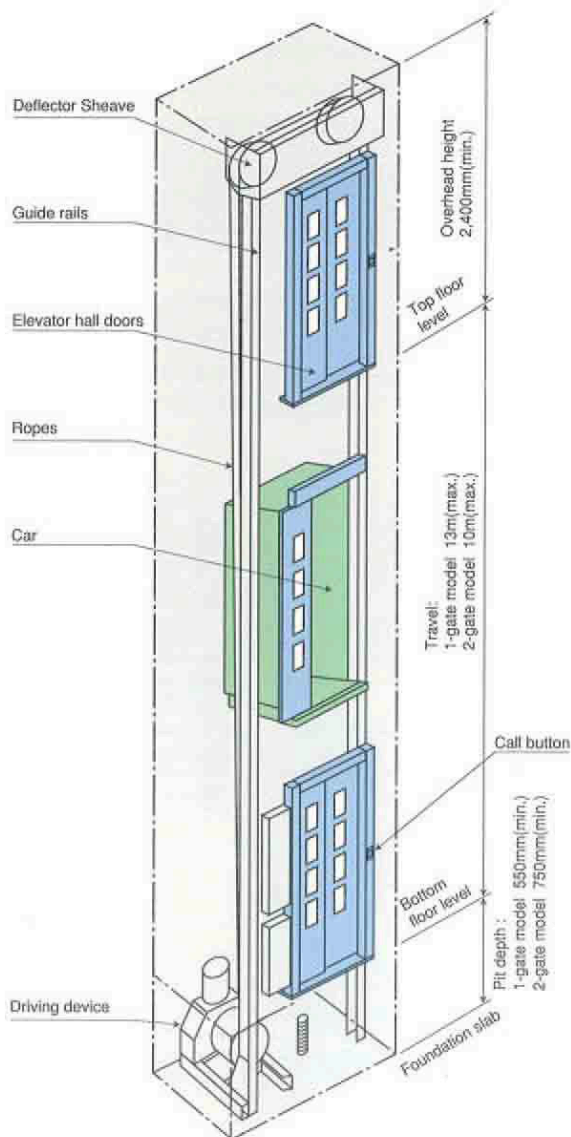 Deflector Sheave
Guide rails
Elevator hall doors
Ropes
Car
Driving device
Overhead height
2,400mm(min.)
Top floor
level
Travel:
1-gate model 13m(max.)
2-gate model 10m(max.)
Call button
Bottom
floor level
Pit depth :
1-gate model 550mm(min.)
2-gate model 750mm(min.)
Foundation slab